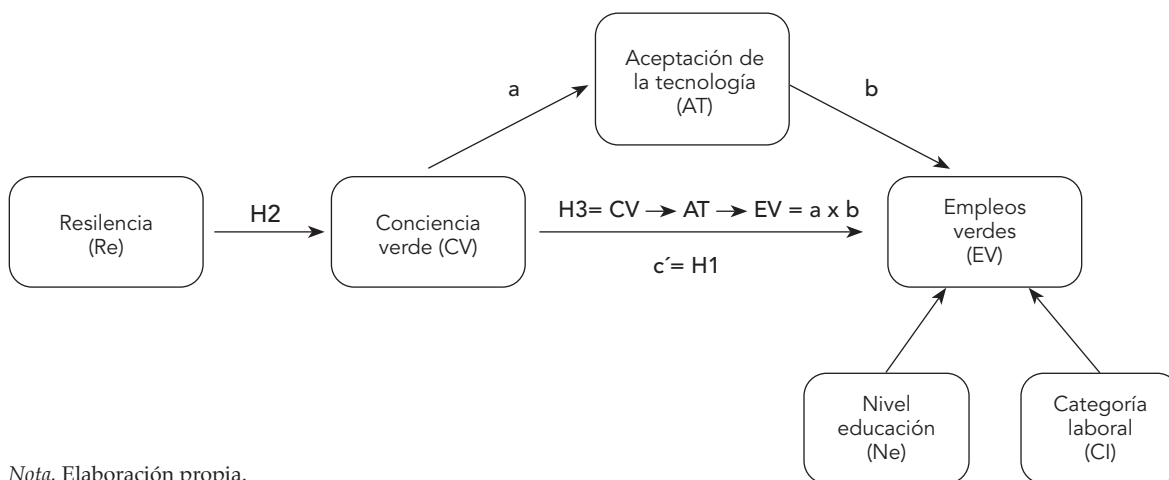 Aceptación de
la tecnología
(AT)
a
b
Resilencia
(Re)
H2
Conciencia
verde (CV)
H3= CV → AT → EV = a x b
c´= H1
Empleos
verdes
(EV)
Nivel
educación
(Ne)
Categoría
laboral
(CI)
Nota. Elaboración propia.